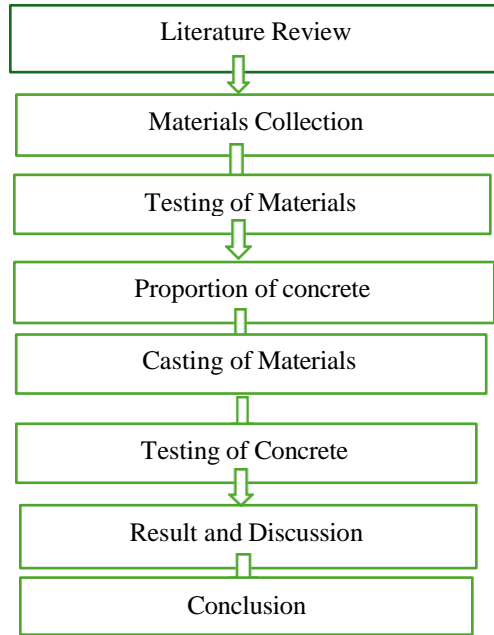 Literature Review
Materials Collection
Testing of Materials
Proportion of concrete
Casting of Materials
Testing of Concrete
Result and Discussion
Conclusion